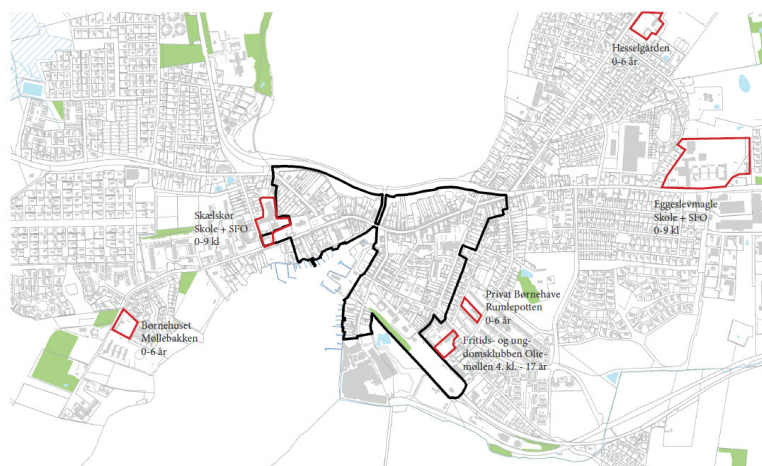 Hesselgården
0-6 år
Skælskør
Skole + SFO
0-9 kl
Eggeslevmagle
Skole + SFO
0-9 kl
Privat Børnehave
Rumlepotten
0-6 år
Børnehuset
Møllebakken
0-6 år
Fritids- og ung-
domsklubben Olie-
møllen 4. kl. - 17 år